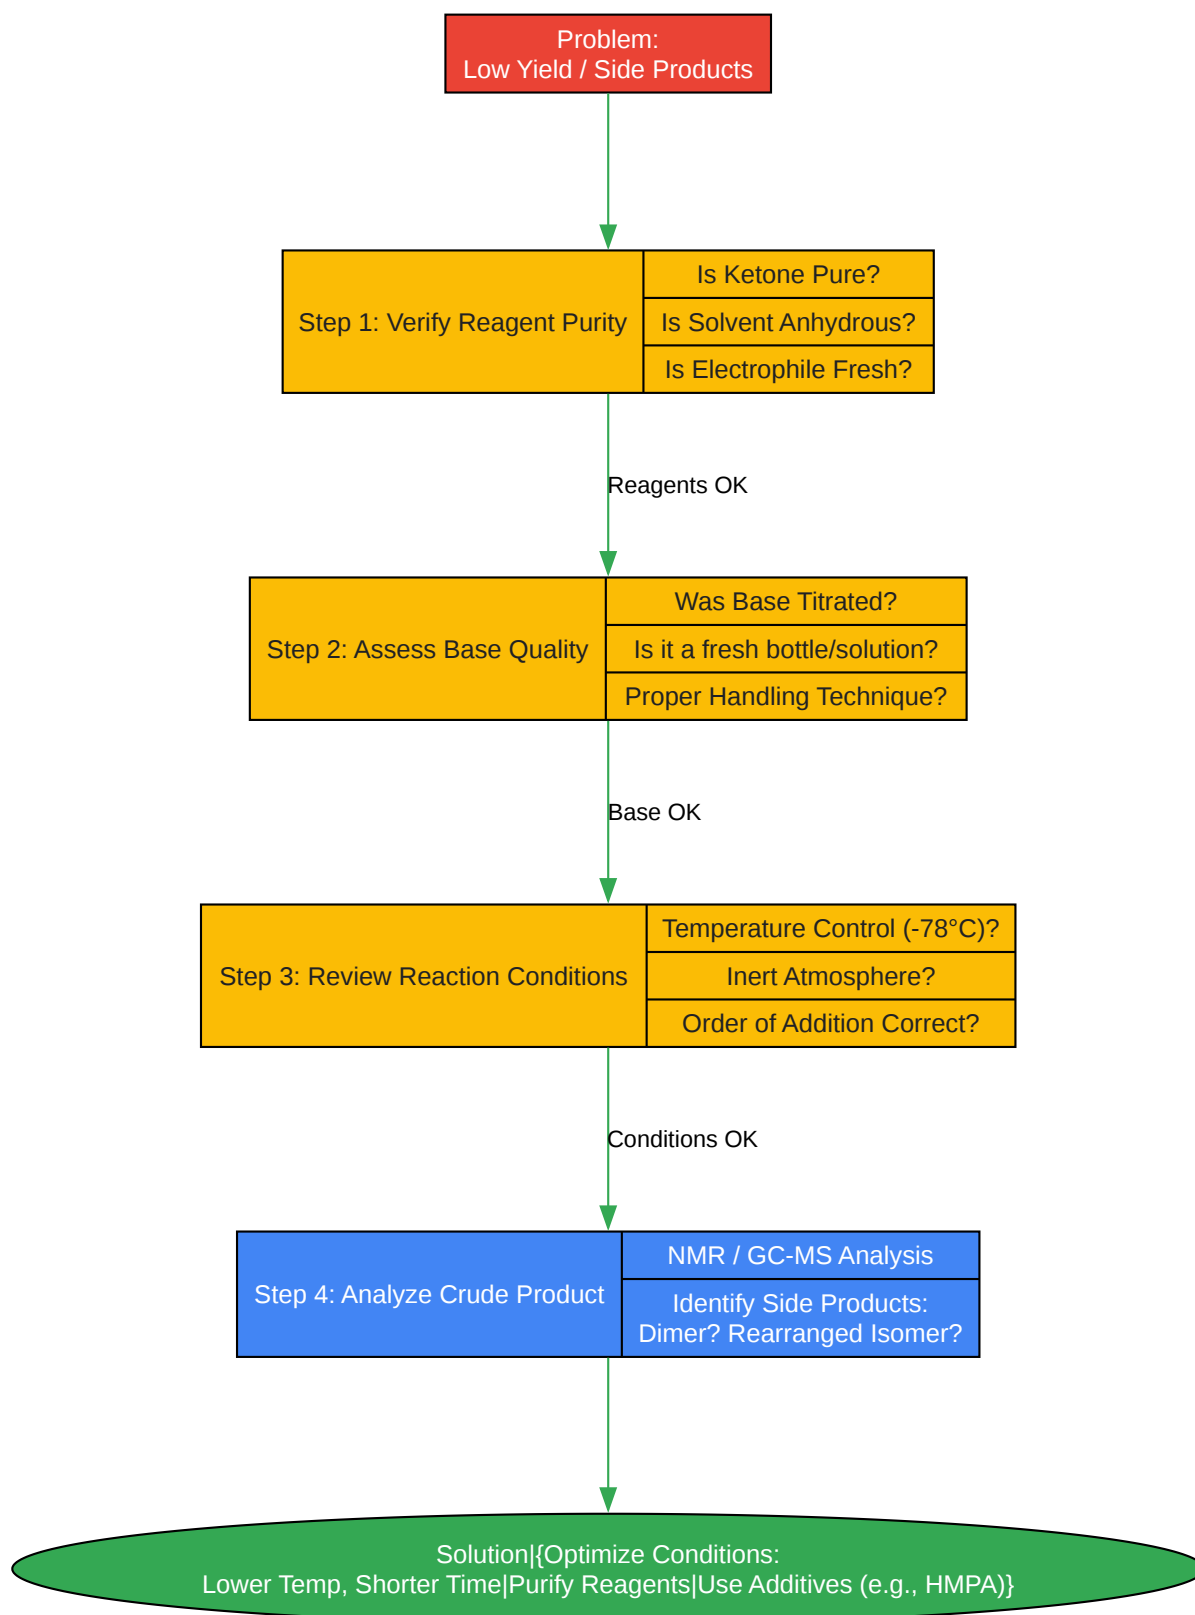 Problem:
Low Yield / Side Products
Step 1: Verify Reagent Purity
Is Ketone Pure?
Is Solvent Anhydrous?
Is Electrophile Fresh?
Reagents OK
Step 2: Assess Base Quality
Was Base Titrated?
Is it a fresh bottle/solution?
Proper Handling Technique?
Base OK
Step 3: Review Reaction Conditions
Temperature Control (-78°C)?
Inert Atmosphere?
Order of Addition Correct?
Conditions OK
Step 4: Analyze Crude Product
NMR / GC-MS Analysis
Identify Side Products:
Dimer? Rearranged Isomer?
Solution|{Optimize Conditions:
Lower Temp, Shorter Time|Purify Reagents|Use Additives (e.g., HMPA)}